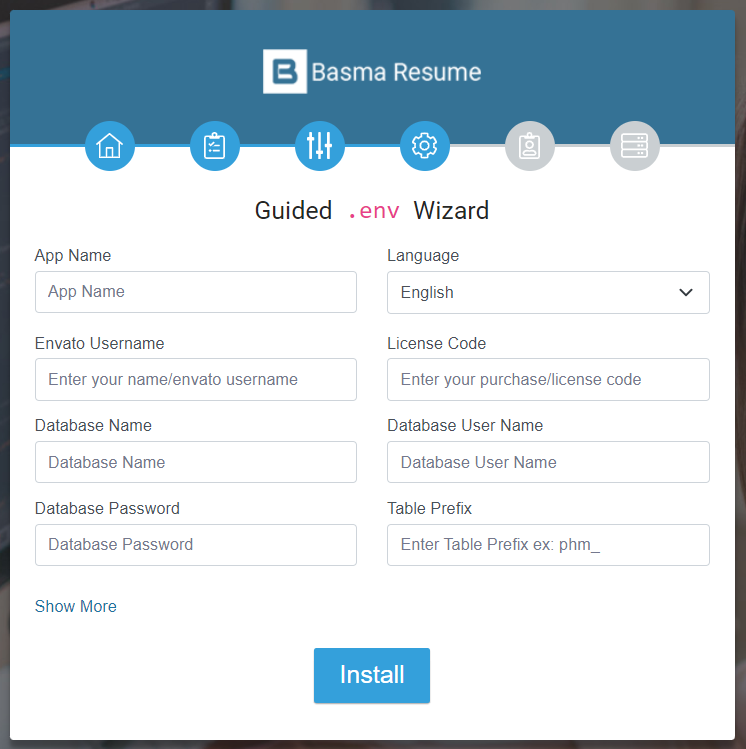 Basma Resume
Guided .env Wizard
App Name
Language
App Name
English
Envato Username
License Code
Enter your name/envato username
Enter your purchase/license code
Database Name
Database User Name
Database Name
Database User Name
Database Password
Table Prefix
Database Password
Enter Table Prefix ex: phm_
Show More
Install